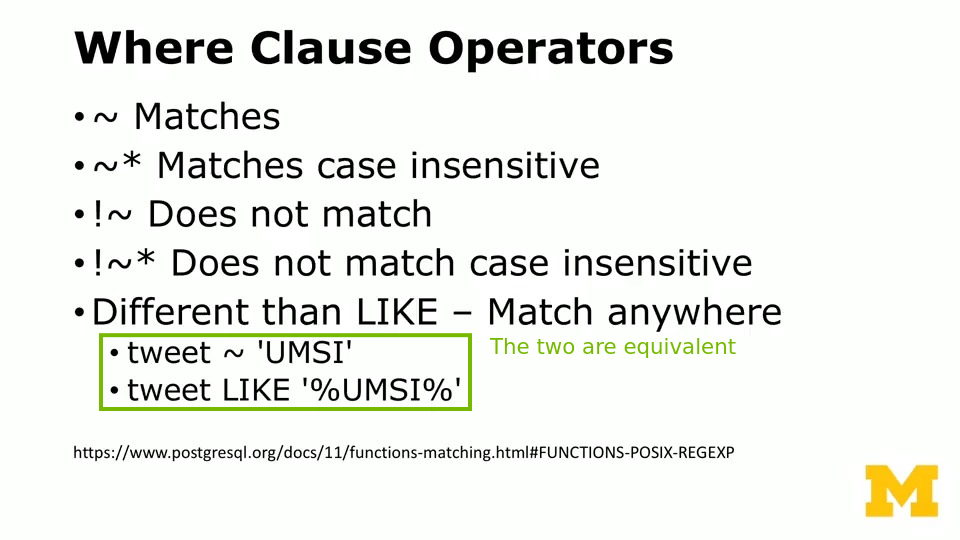 Where Clause Operators
• ~ Matches
• ~* Matches case insensitive
• !~ Does not match
• !~* Does not match case insensitive
• Different than LIKE – Match anywhere
• tweet ~ 'UMSI'
The two are equivalent
• tweet LIKE '%UMSI%'
https://www.postgresql.org/docs/11/functions-matching.html#FUNCTIONS-POSIX-REGEXP
M